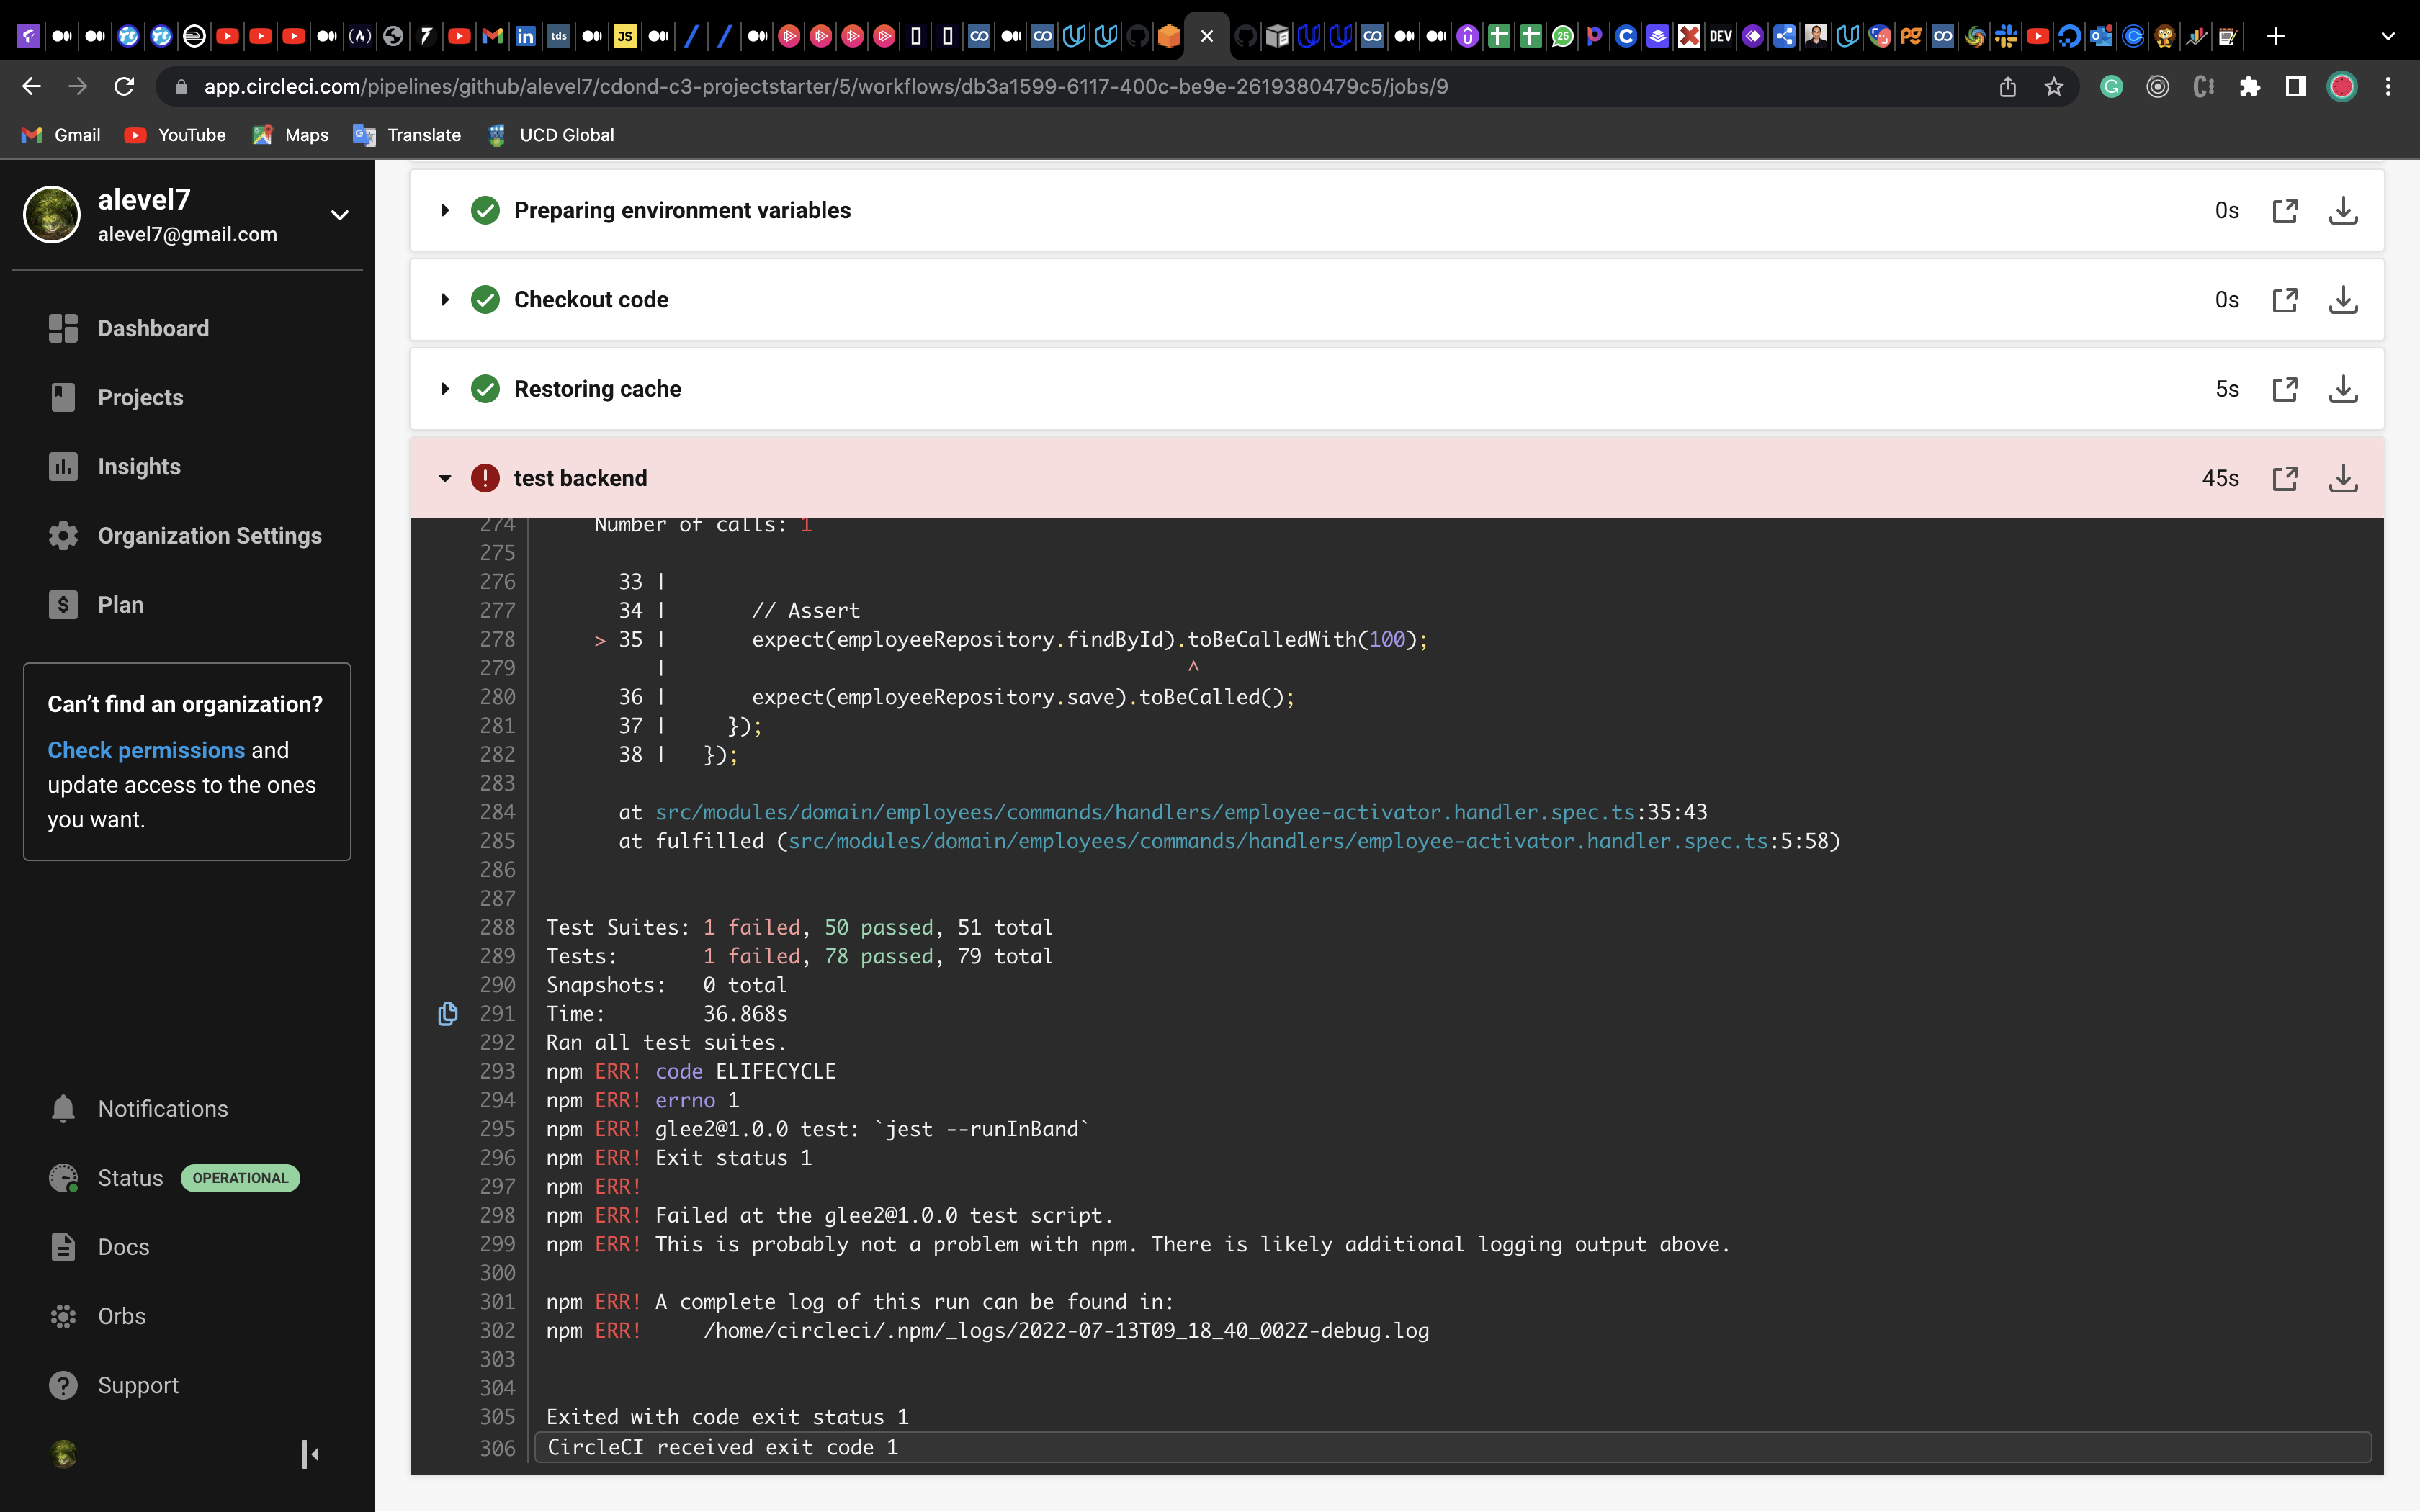 tds
JS
25
DEV
app.circleci.com/pipelines/github/alevel7/cdond-c3-projectstarter/5/workflows/db3a1599-6117-400c-be9e-2619380479c5/jobs/9
Gmail
YouTube
Maps
Translate
UCD Global
alevel7
alevel7@gmail.com
Dashboard
Projects
Insights
Organization Settings
Plan
Can't find an organization?
Check permissions and
update access to the ones
you want.
Notifications
Status OPERATIONAL
Docs
Orbs
Support
Preparing environment variables 0s
Checkout code 0s
Restoring cache 5s
test backend 45s
274 Number of calls: 1
275
276 33 |
277 34 | // Assert
278 > 35 | expect(employeeRepository.findById).toBeCalledWith(100);
279 | ^
280 36 | expect(employeeRepository.save).toBeCalled();
281 37 | });
282 38 | });
283
284 at src/modules/domain/employees/commands/handlers/employee-activator.handler.spec.ts:35:43
285 at fulfilled (src/modules/domain/employees/commands/handlers/employee-activator.handler.spec.ts:5:58)
286
287
288 Test Suites: 1 failed, 50 passed, 51 total
289 Tests: 1 failed, 78 passed, 79 total
290 Snapshots: 0 total
291 Time: 36.868s
292 Ran all test suites.
293 npm ERR! code ELIFECYCLE
294 npm ERR! errno 1
295 npm ERR! glee2@1.0.0 test: `jest --runInBand`
296 npm ERR! Exit status 1
297 npm ERR!
298 npm ERR! Failed at the glee2@1.0.0 test script.
299 npm ERR! This is probably not a problem with npm. There is likely additional logging output above.
300
301 npm ERR! A complete log of this run can be found in:
302 npm ERR! /home/circleci/.npm/_logs/2022-07-13T09_18_40_002Z-debug.log
303
304
305 Exited with code exit status 1
306 CircleCI received exit code 1